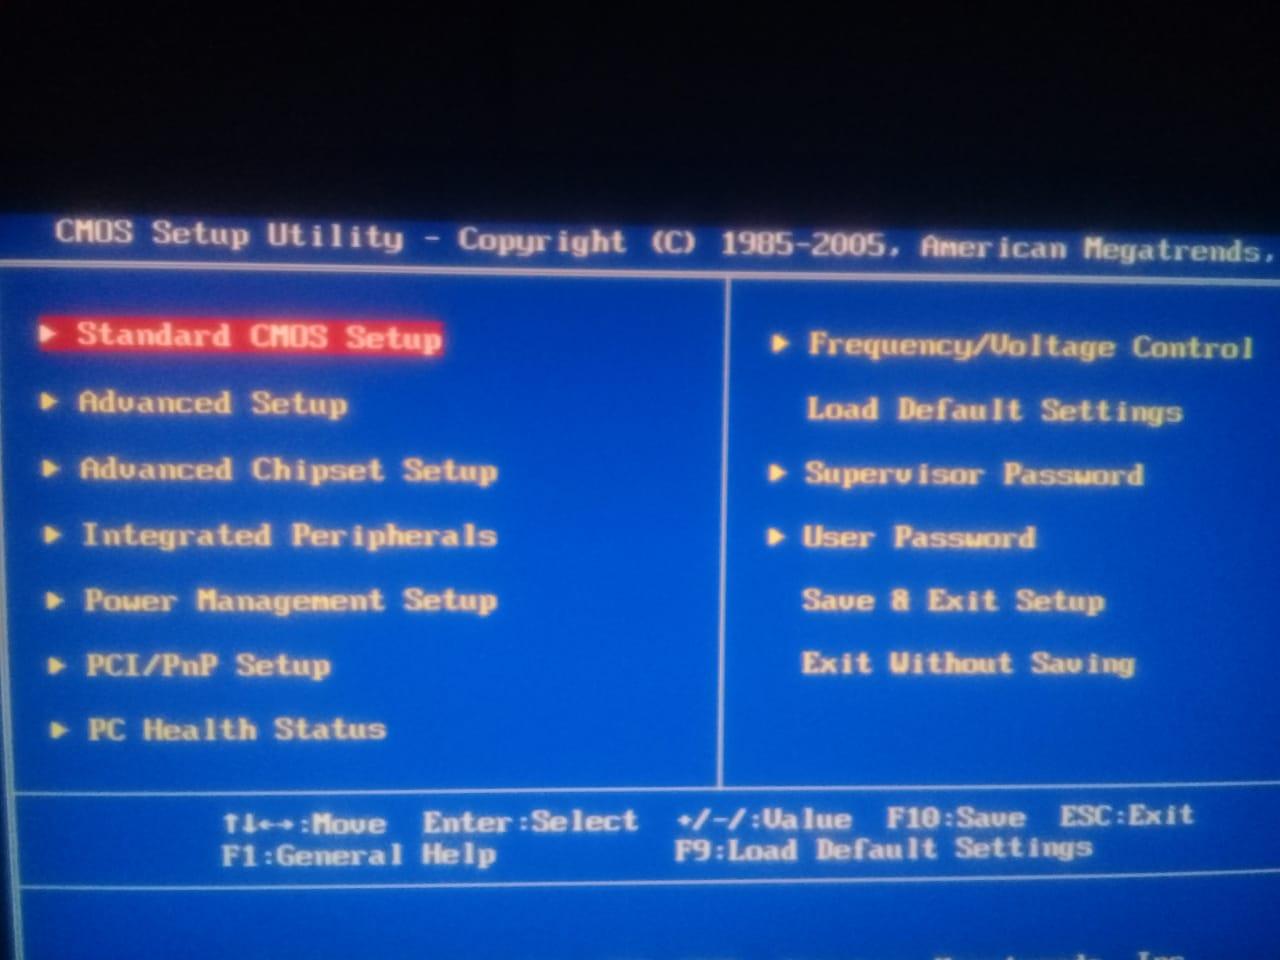 CMOS Setup Utility - Copyright (C) 1985-2005, American Megatrends,
► Standard CMOS Setup
► Advanced Setup
► Advanced Chipset Setup
► Integrated Peripherals
► Power Management Setup
► PCI/PnP Setup
► PC Health Status
► Frequency/Voltage Control
Load Default Settings
► Supervisor Password
► User Password
Save & Exit Setup
Exit Without Saving
↑↓←→:Move Enter:Select +/-/:Value F10:Save ESC:Exit
F1:General Help F9:Load Default Settings